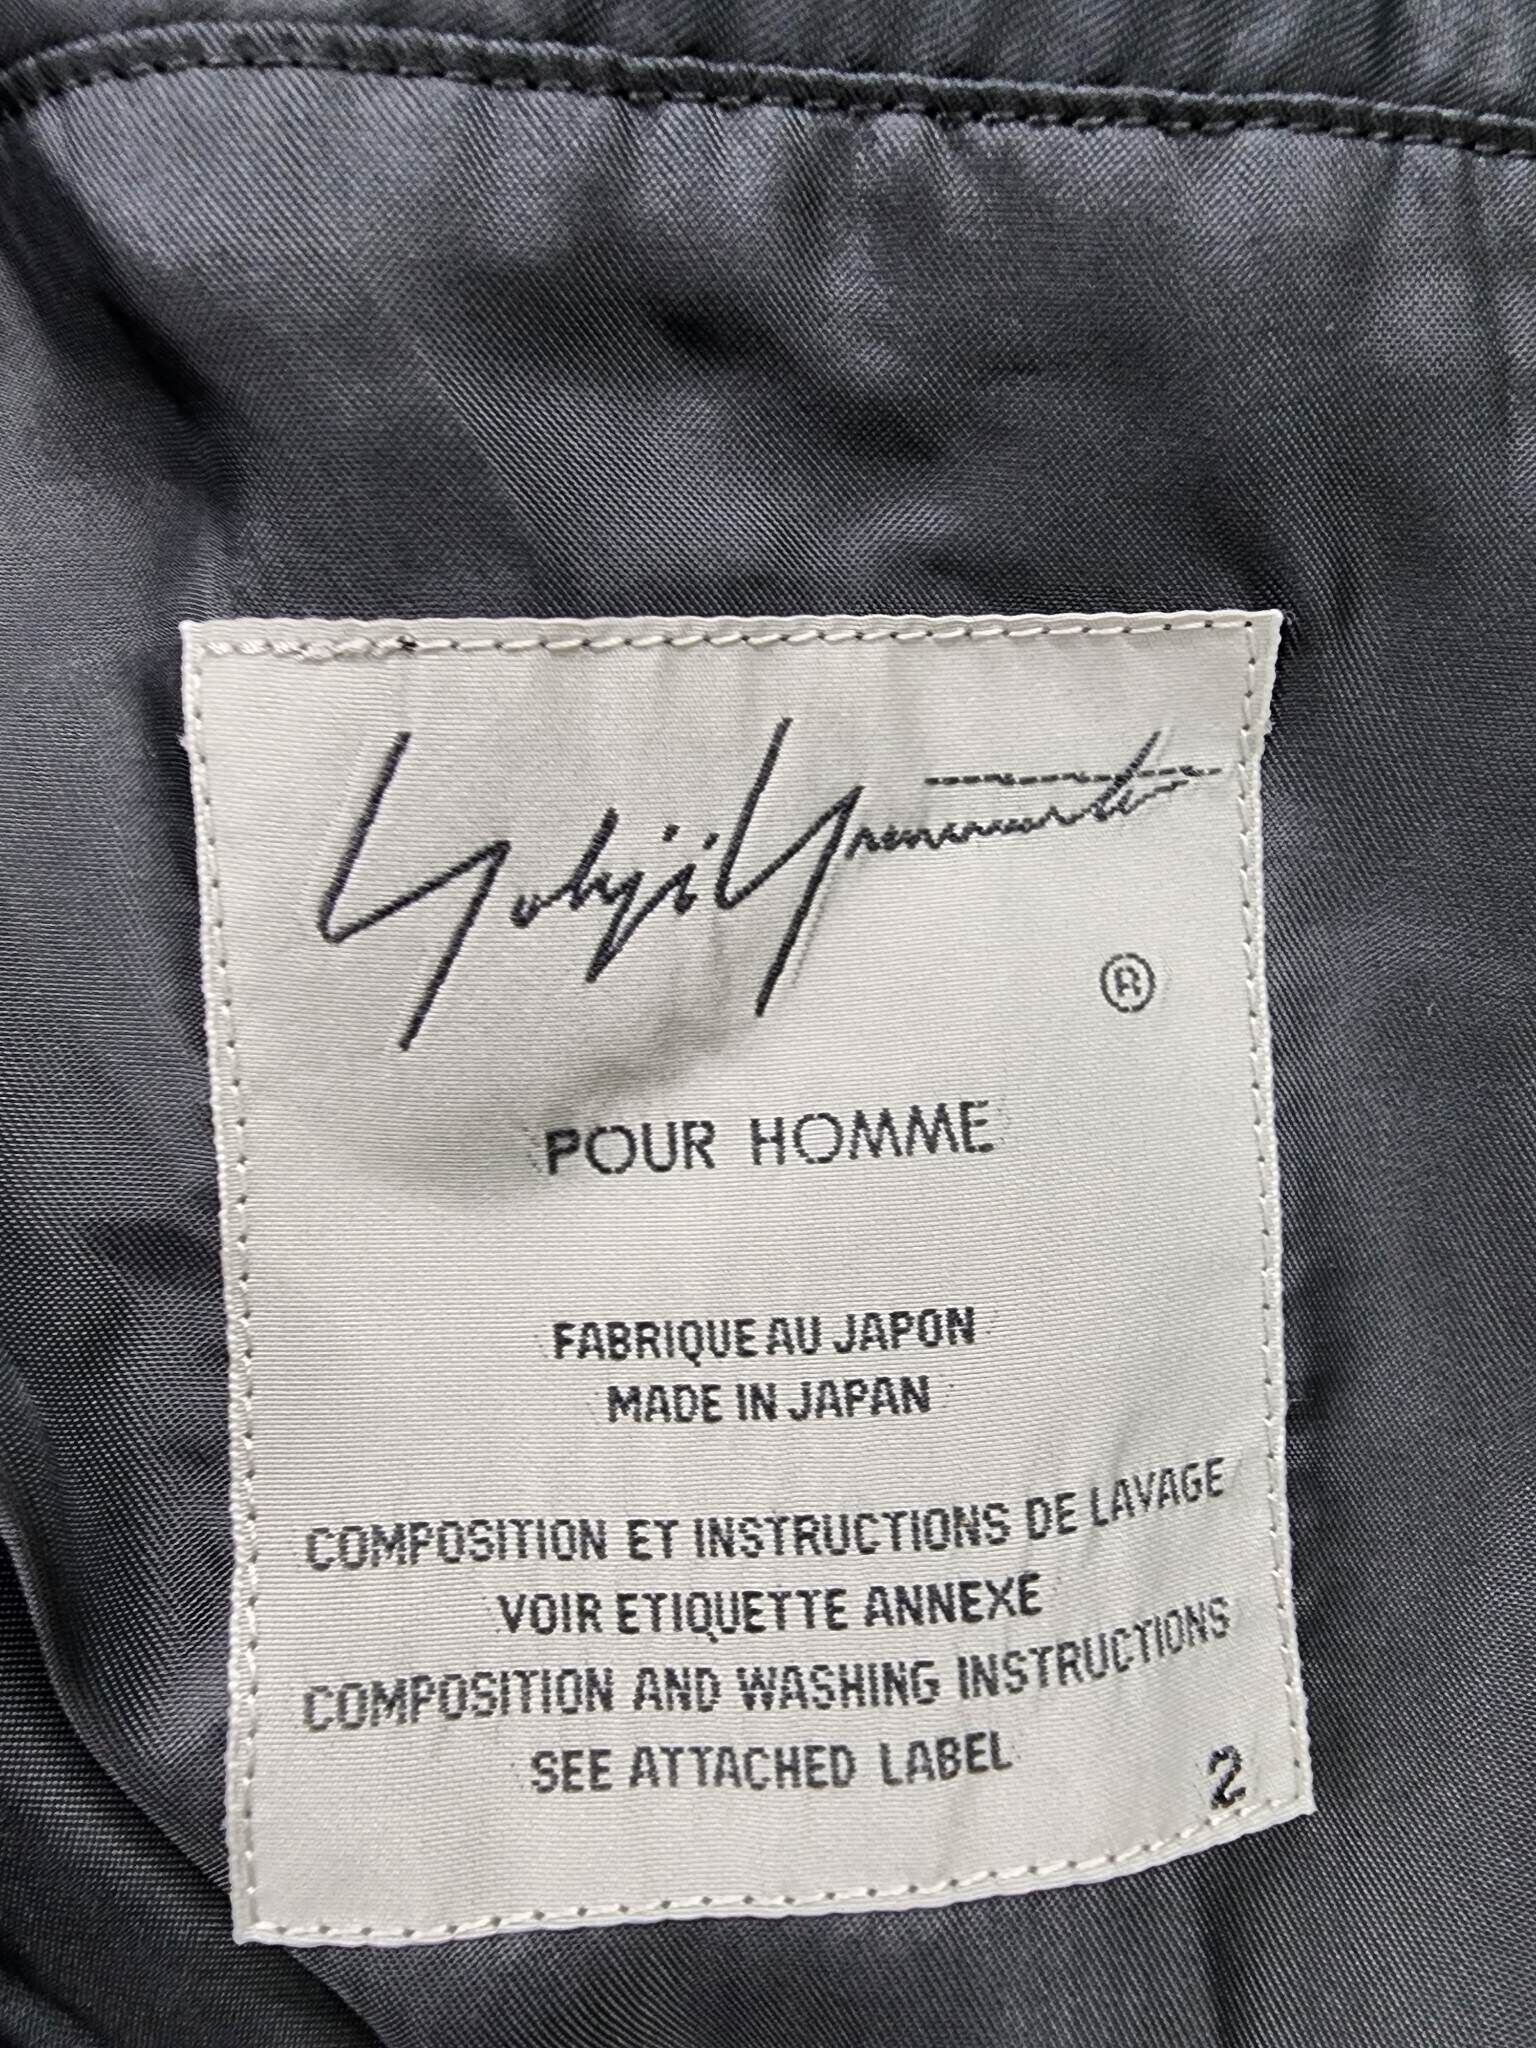 Yohji Yamamoto
®
POUR HOMME
FABRIQUE AU JAPON
MADE IN JAPAN
COMPOSITION ET INSTRUCTIONS DE LAVAGE
VOIR ETIQUETTE ANNEXE
COMPOSITION AND WASHING INSTRUCTIONS
SEE ATTACHED LABEL
2